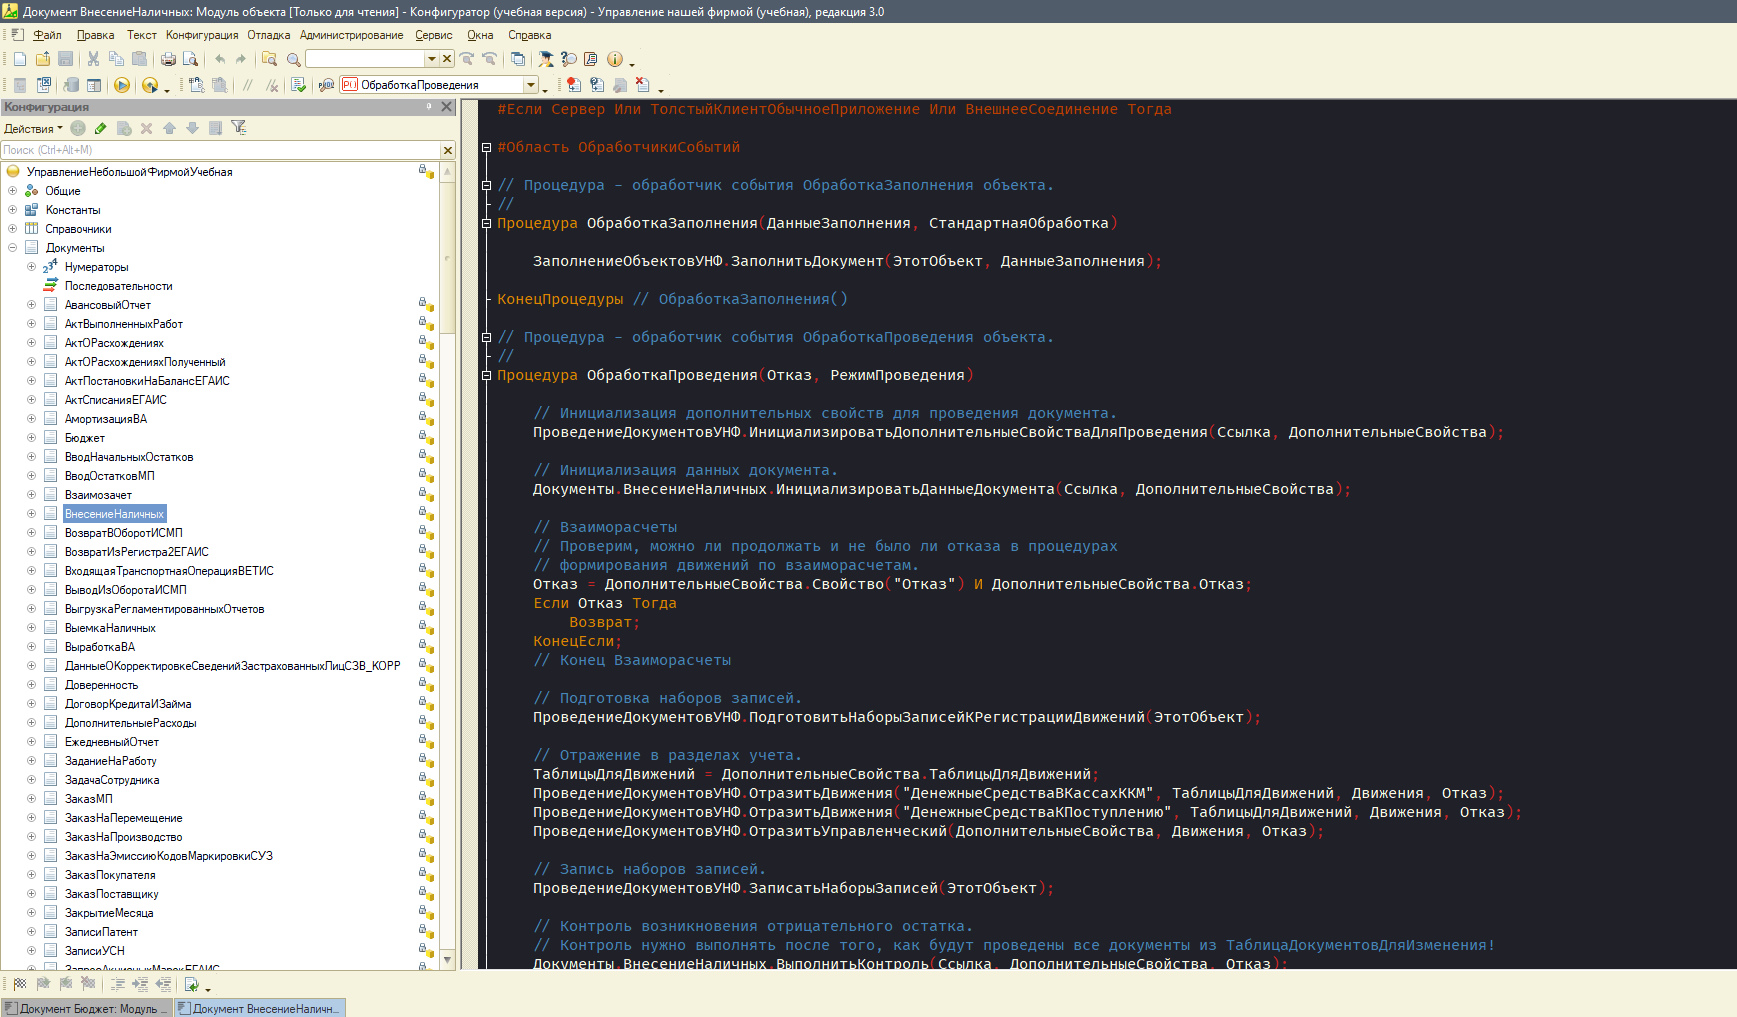 Документ ВнесениеНаличных: Модуль объекта [Только для чтения] - Конфигуратор (учебная версия) - Управление нашей фирмой (учебная), редакция 3.0
Файл Правка Текст Конфигурация Отладка Администрирование Сервис Окна Справка
ОбработкаПроведения
Конфигурация
Действия
Поиск (Ctrl+Alt+M)
УправлениеНебольшойФирмойУчебная
Общие
Константы
Справочники
Документы
Нумераторы
Последовательности
АвансовыйОтчет
АктВыполненныхРабот
АктОРасхождениях
АктОРасхожденияхПолученный
АктПостановкиНаБалансЕГАИС
АктСписанияЕГАИС
АмортизацияВА
Бюджет
ВводНачальныхОстатков
ВводОстатковМП
Взаимозачет
ВнесениеНаличных
ВозвратВОборотИСМП
ВозвратИзРегистра2ЕГАИС
ВходящаяТранспортнаяОперацияВЕТИС
ВыводИзОборотаИСМП
ВыгрузкаРегламентированныхОтчетов
ВыемкаНаличных
ВыработкаВА
ДанныеОКорректировкеСведенийЗастрахованныхЛицСЗВ_КОРР
Доверенность
ДоговорКредитаИЗайма
ДополнительныеРасходы
ЕжедневныйОтчет
ЗаданиеНаРаботу
ЗадачаСотрудника
ЗаказМП
ЗаказНаПеремещение
ЗаказНаПроизводство
ЗаказНаЭмиссиюКодовМаркировкиСУЗ
ЗаказПокупателя
ЗаказПоставщику
ЗакрытиеМесяца
ЗаписиПатент
ЗаписиУСН
ЗапросАкцизныхМарокЕГАИС
#Если Сервер Или ТолстыйКлиентОбычноеПриложение Или ВнешнееСоединение Тогда
#Область ОбработчикиСобытий
// Процедура - обработчик события ОбработкаЗаполнения объекта.
//
Процедура ОбработкаЗаполнения(ДанныеЗаполнения, СтандартнаяОбработка)
ЗаполнениеОбъектовУНФ.ЗаполнитьДокумент(ЭтотОбъект, ДанныеЗаполнения);
КонецПроцедуры // ОбработкаЗаполнения()
// Процедура - обработчик события ОбработкаПроведения объекта.
//
Процедура ОбработкаПроведения(Отказ, РежимПроведения)
// Инициализация дополнительных свойств для проведения документа.
ПроведениеДокументовУНФ.ИнициализироватьДополнительныеСвойстваДляПроведения(Ссылка, ДополнительныеСвойства);
// Инициализация данных документа.
Документы.ВнесениеНаличных.ИнициализироватьДанныеДокумента(Ссылка, ДополнительныеСвойства);
// Взаиморасчеты
// Проверим, можно ли продолжать и не было ли отказа в процедурах
// формирования движений по взаиморасчетам.
Отказ = ДополнительныеСвойства.Свойство("Отказ") И ДополнительныеСвойства.Отказ;
Если Отказ Тогда
Возврат;
КонецЕсли;
// Конец Взаиморасчеты
// Подготовка наборов записей.
ПроведениеДокументовУНФ.ПодготовитьНаборыЗаписейКРегистрацииДвижений(ЭтотОбъект);
// Отражение в разделах учета.
ТаблицыДляДвижений = ДополнительныеСвойства.ТаблицыДляДвижений;
ПроведениеДокументовУНФ.ОтразитьДвижения("ДенежныеСредстваВКассахККМ", ТаблицыДляДвижений, Движения, Отказ);
ПроведениеДокументовУНФ.ОтразитьДвижения("ДенежныеСредстваКПоступлению", ТаблицыДляДвижений, Движения, Отказ);
ПроведениеДокументовУНФ.ОтразитьУправленческий(ДополнительныеСвойства, Движения, Отказ);
// Запись наборов записей.
ПроведениеДокументовУНФ.ЗаписатьНаборыЗаписей(ЭтотОбъект);
// Контроль возникновения отрицательного остатка.
// Контроль нужно выполнять после того, как будут проведены все документы из ТаблицаДокументовДляИзменения!
Документы.ВнесениеНаличных.ВыполнитьКонтроль(Ссылка, ДополнительныеСвойства, Отказ);
Документ Бюджет: Модуль ...
Документ ВнесениеНаличн...